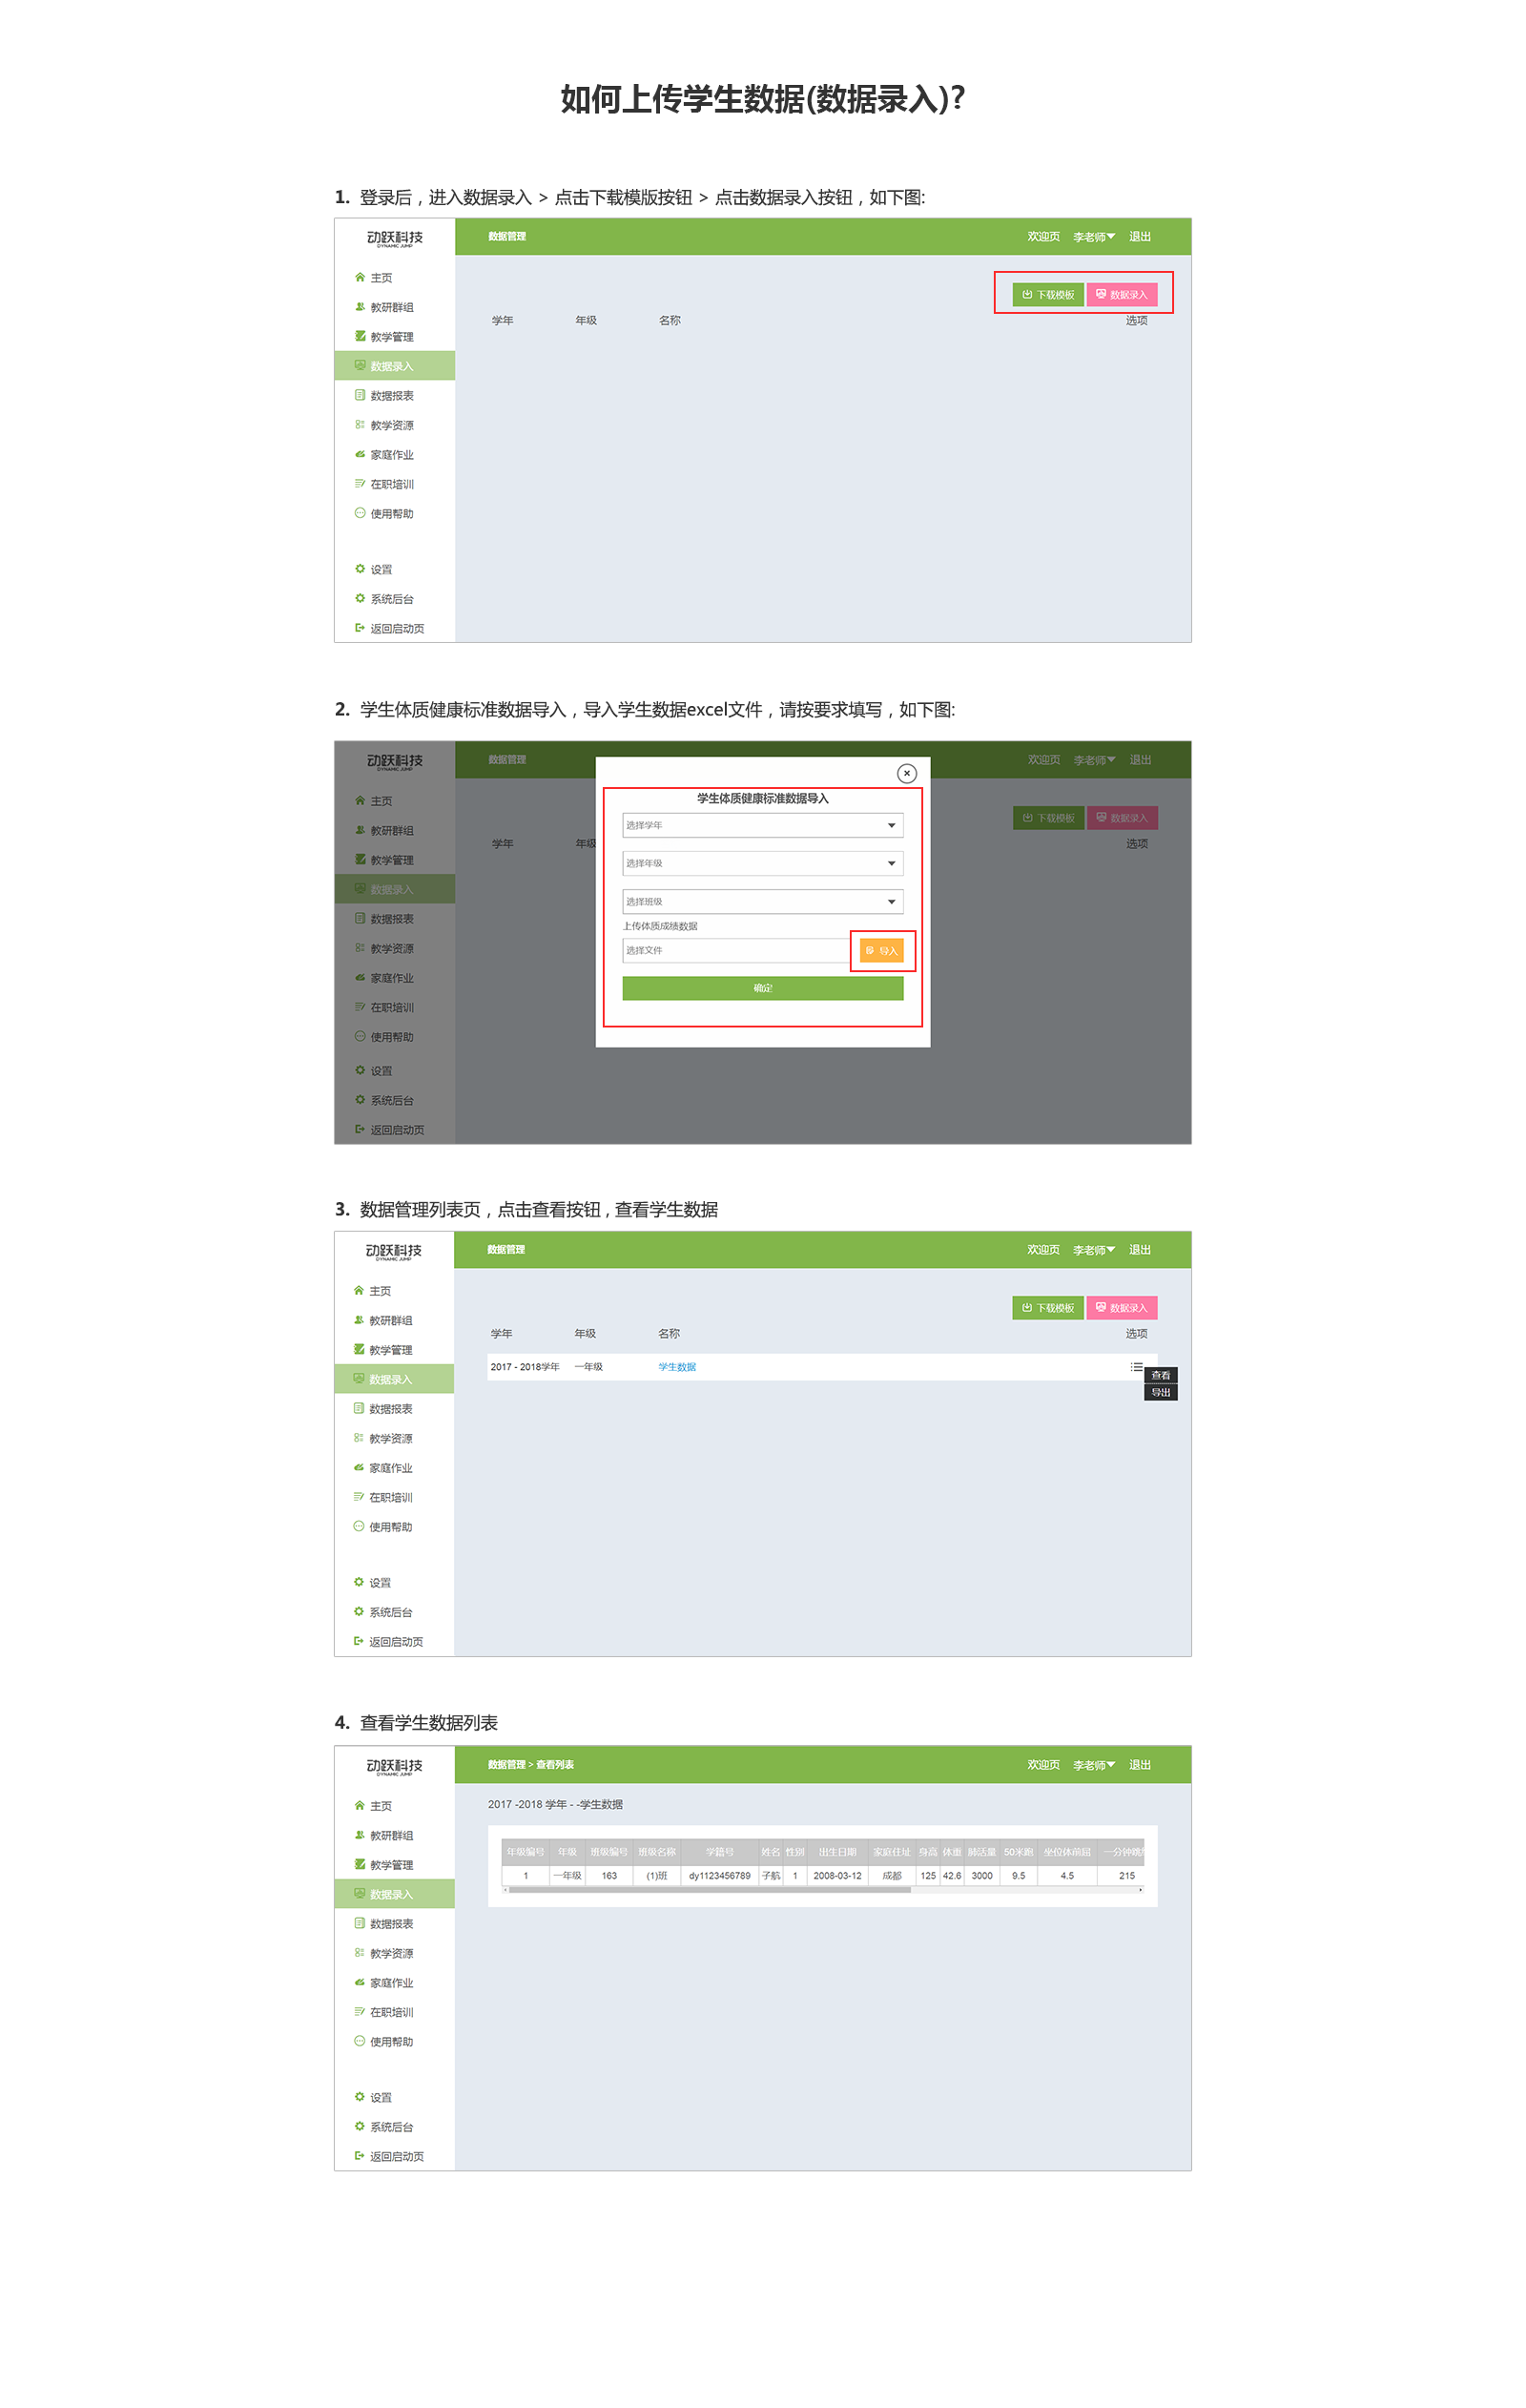 如何上传学生数据(数据录入)?
1. 登录后，进入数据录入 > 点击下载模版按钮 > 点击数据录入按钮，如下图:
动跃科技
DYNAMIC JUMP
数据管理
欢迎页 李老师 退出
主页
教研群组
教学管理
数据录入
数据报表
教学资源
家庭作业
在职培训
使用帮助
设置
系统后台
返回启动页
下载模板 数据录入
学年 年级 名称 选项
2. 学生体质健康标准数据导入，导入学生数据excel文件，请按要求填写，如下图:
动跃科技
DYNAMIC JUMP
数据管理
欢迎页 李老师 退出
主页
教研群组
教学管理
数据录入
数据报表
教学资源
家庭作业
在职培训
使用帮助
设置
系统后台
返回启动页
下载模板 数据录入
学年 年级 选项
学生体质健康标准数据导入
选择学年
选择年级
选择班级
上传体质成绩数据
选择文件 导入
确定
3. 数据管理列表页，点击查看按钮，查看学生数据
动跃科技
DYNAMIC JUMP
数据管理
欢迎页 李老师 退出
主页
教研群组
教学管理
数据录入
数据报表
教学资源
家庭作业
在职培训
使用帮助
设置
系统后台
返回启动页
下载模板 数据录入
学年 年级 名称 选项
2017 - 2018学年 一年级 学生数据
查看
导出
4. 查看学生数据列表
动跃科技
DYNAMIC JUMP
数据管理 > 查看列表
欢迎页 李老师 退出
主页
教研群组
教学管理
数据录入
数据报表
教学资源
家庭作业
在职培训
使用帮助
设置
系统后台
返回启动页
2017 -2018 学年 - -学生数据
年级编号 年级 班级编号 班级名称 学籍号 姓名 性别 出生日期 家庭住址 身高 体重 肺活量 50米跑 坐位体前屈 一分钟跳
1 一年级 163 (1)班 dy1123456789 子航 1 2008-03-12 成都 125 42.6 3000 9.5 4.5 215